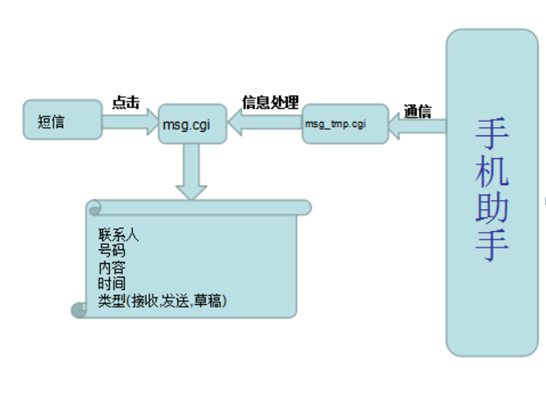 点击
信息处理
通信
短信
msg.cgi
msg_tmp.cgi
手机助手
联系人
号码
内容
时间
类型(接收,发送,草稿)